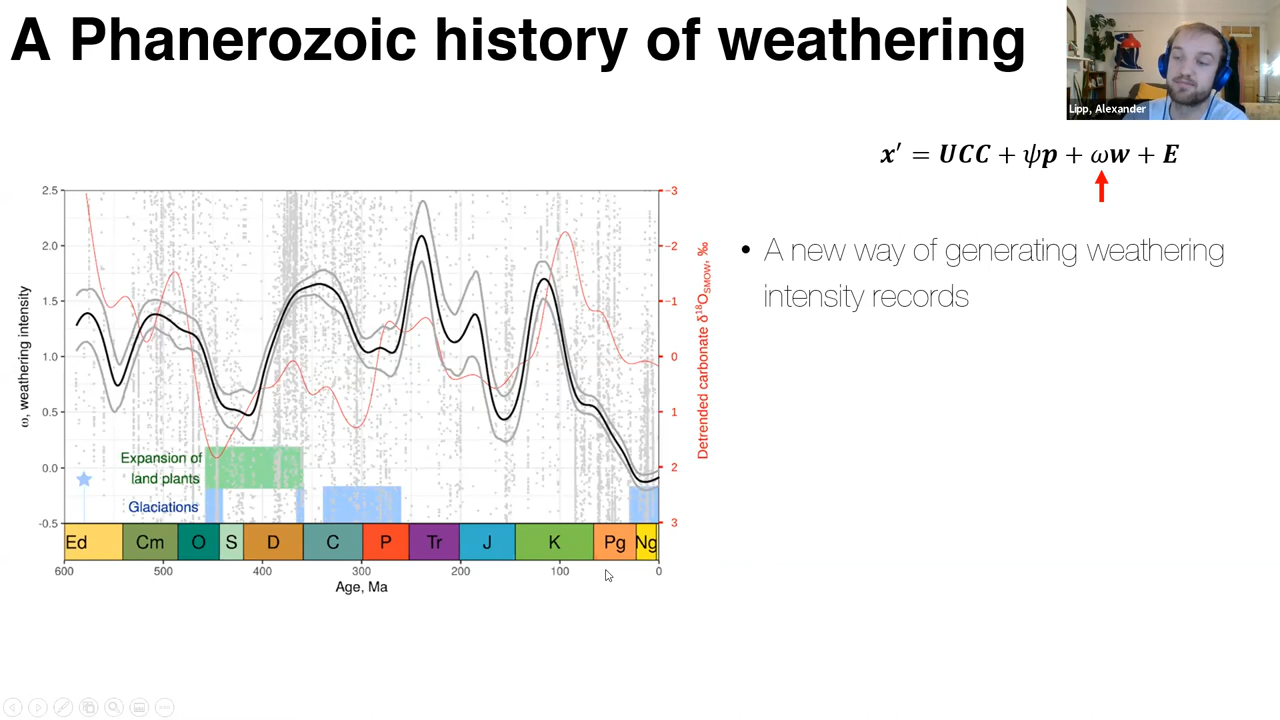 A Phanerozoic history of weathering
Lipp, Alexander
x′ = UCC + ψp + ωw + E
• A new way of generating weathering
intensity records
2.5
2.0
1.5
1.0
0.5
0.0
-0.5
ω, weathering intensity
-3
-2
-1
0
1
2
3
Detrended carbonate δ¹⁸O_SMOW, ‰
Expansion of
land plants
Glaciations
Ed Cm O S D C P Tr J K Pg Ng
600 500 400 300 200 100 0
Age, Ma